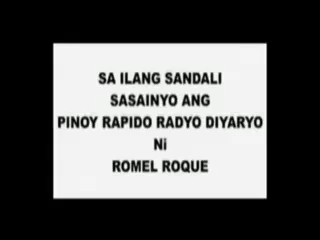 SA ILANG SANDALI
SASAINYO ANG
PINOY RAPIDO RADYO DIYARYO
Ni
ROMEL ROQUE